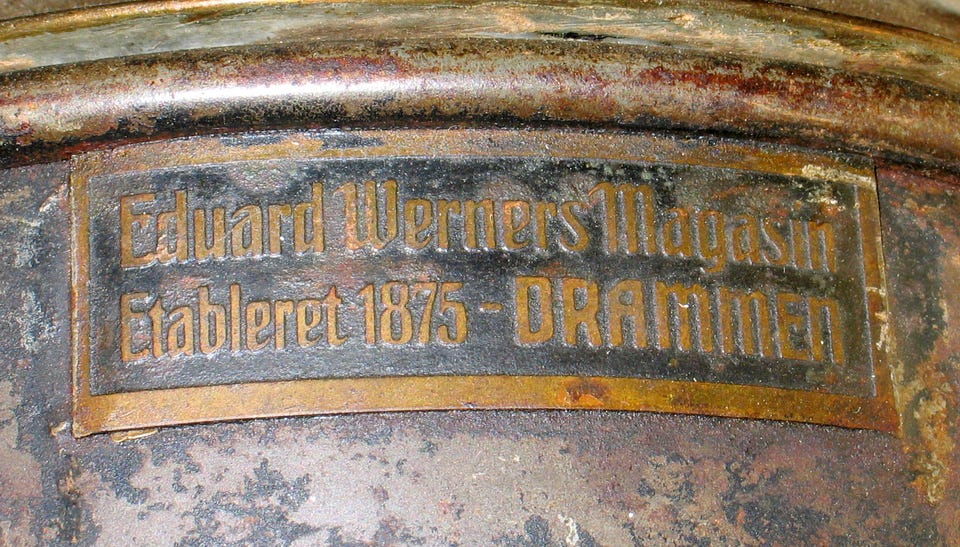 Eduard Werners Magasin
Etableret 1875 - DRAMMEN